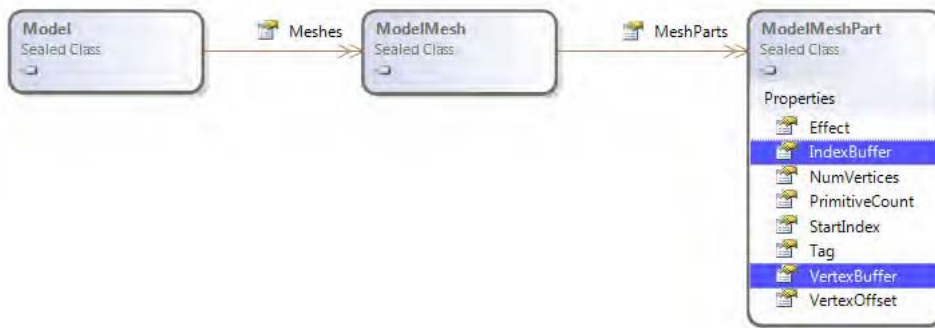 Model
Sealed Class
Meshes
ModelMesh
Sealed Class
MeshParts
ModelMeshPart
Sealed Class
Properties
Effect
IndexBuffer
NumVertices
PrimitiveCount
StartIndex
Tag
VertexBuffer
VertexOffset